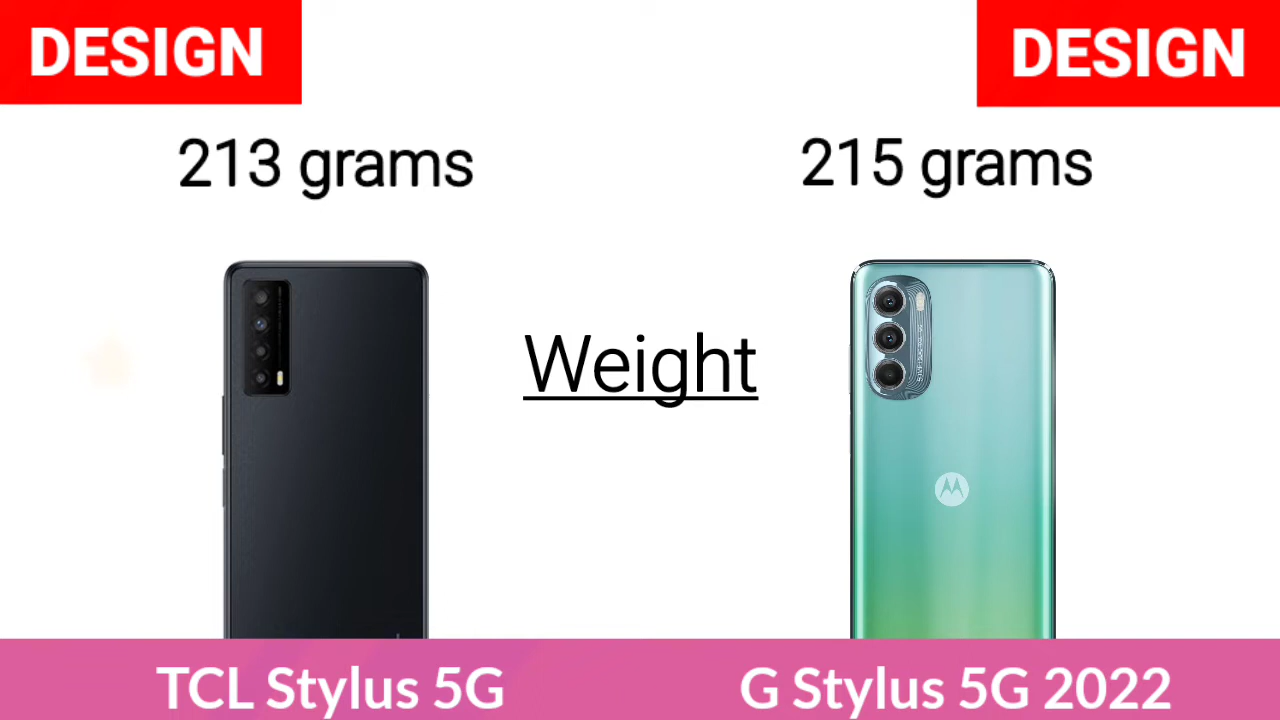 DESIGN
DESIGN
213 grams
215 grams
Weight
TCL Stylus 5G
G Stylus 5G 2022